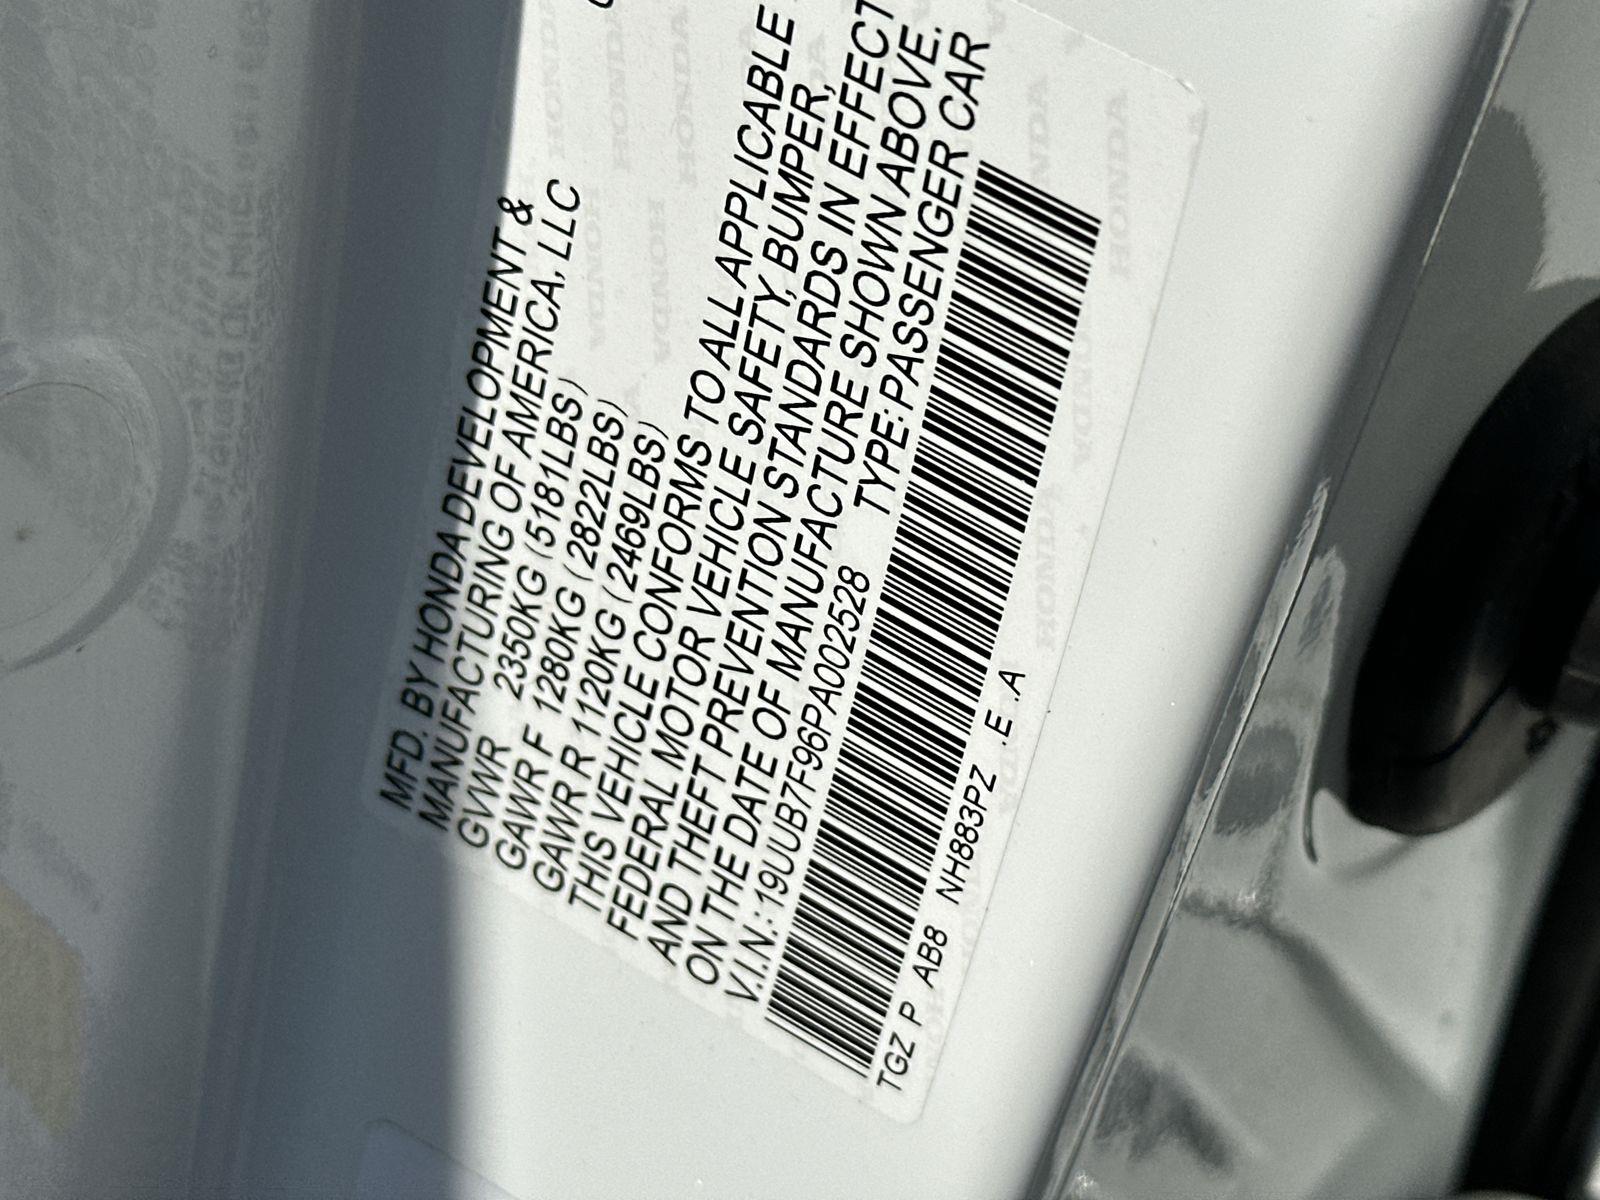 MFD. BY HONDA DEVELOPMENT &
MANUFACTURING OF AMERICA, LLC
GVWR 2350KG (5181LBS)
GAWR F 1280KG (2822LBS)
GAWR R 1120KG (2469LBS)
THIS VEHICLE CONFORMS TO ALL APPLICABLE
FEDERAL MOTOR VEHICLE SAFETY, BUMPER,
AND THEFT PREVENTION STANDARDS IN EFFECT
ON THE DATE OF MANUFACTURE SHOWN ABOVE.
V.I.N.: 19UUB7F96PA002528 TYPE: PASSENGER CAR
TGZ P AB8 NH883PZ .E .A